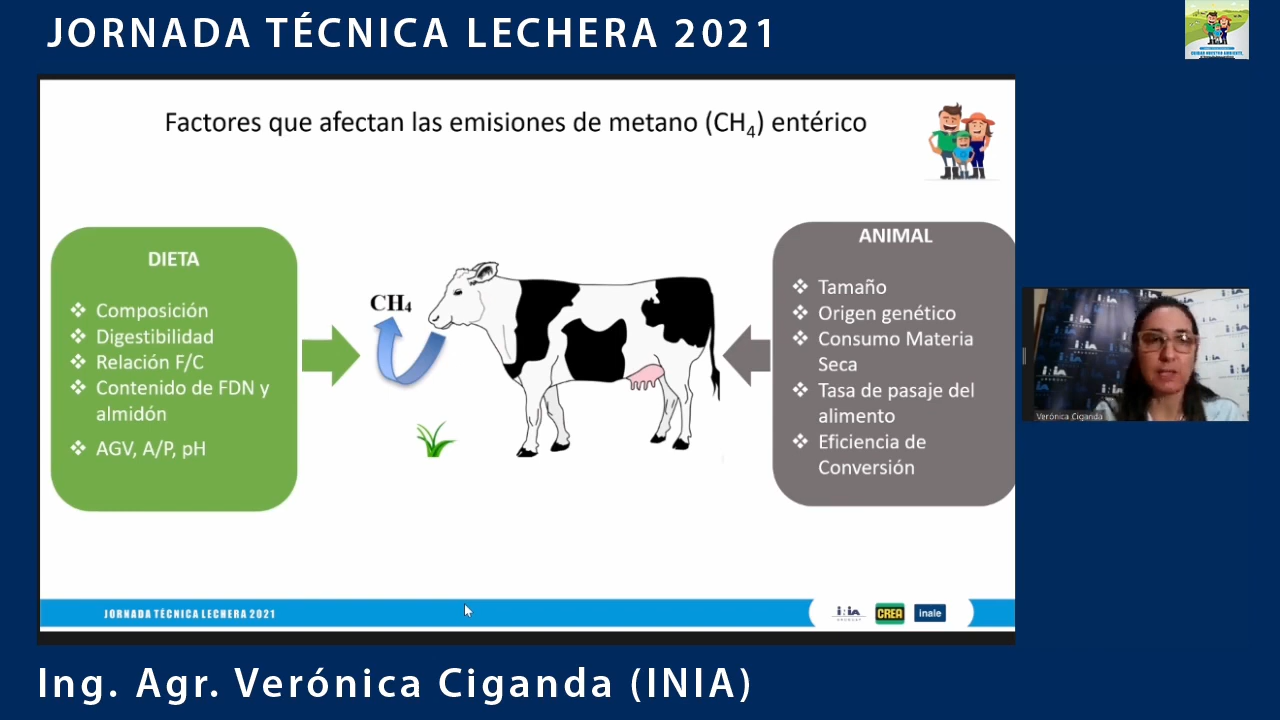 JORNADA TÉCNICA LECHERA 2021
Factores que afectan las emisiones de metano (CH₄) entérico
DIETA
❖ Composición
❖ Digestibilidad
❖ Relación F/C
❖ Contenido de FDN y
almidón
❖ AGV, A/P, pH
CH₄
ANIMAL
❖ Tamaño
❖ Origen genético
❖ Consumo Materia
Seca
❖ Tasa de pasaje del
alimento
❖ Eficiencia de
Conversión
Verónica Ciganda
JORNADA TÉCNICA LECHERA 2021
inia
URUGUAY
CREA
inale
Ing. Agr. Verónica Ciganda (INIA)